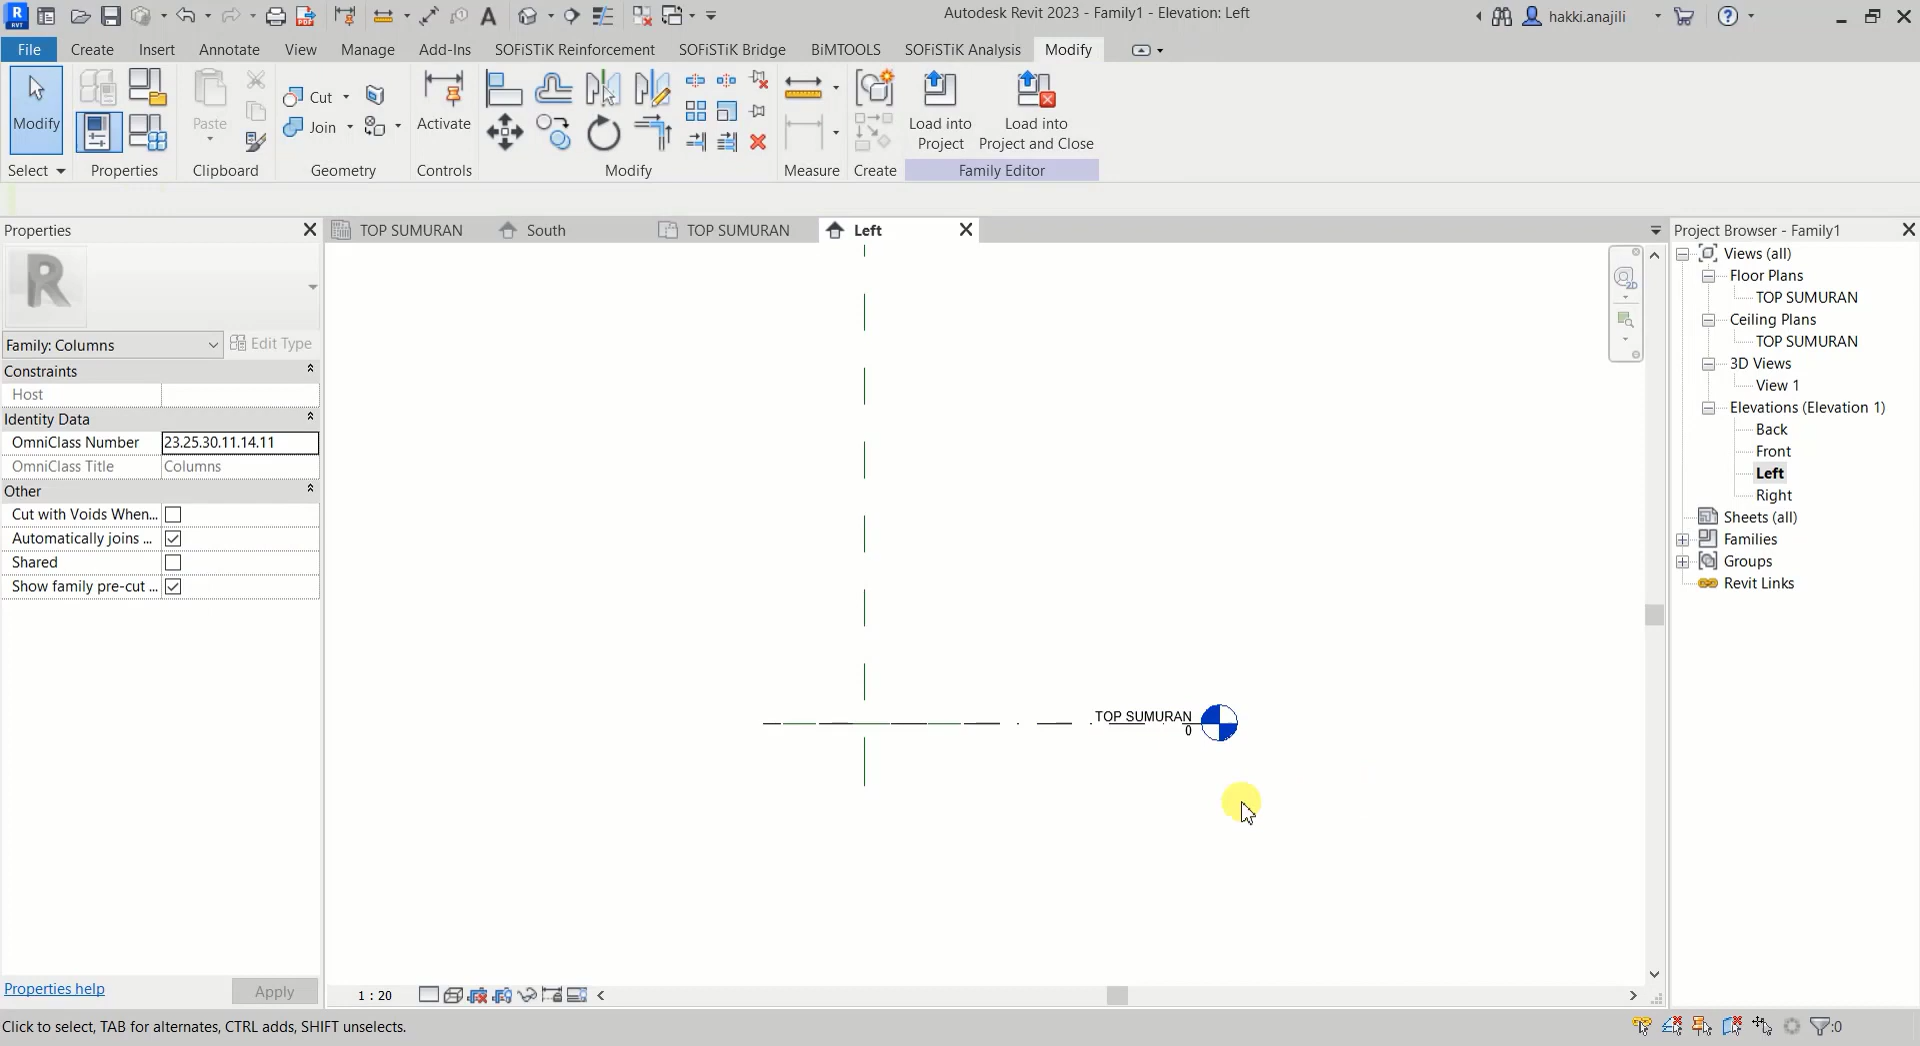 Autodesk Revit 2023 - Family1 - Elevation: Left
hakki.anajili
File Create Insert Annotate View Manage Add-Ins SOFiSTiK Reinforcement SOFiSTiK Bridge BiMTOOLS SOFiSTiK Analysis Modify
Modify
Paste
Cut
Join
Activate
Load into
Project
Load into
Project and Close
Select Properties Clipboard Geometry Controls Modify Measure Create Family Editor
Properties
TOP SUMURAN
South
TOP SUMURAN
Left
Project Browser - Family1
R
Family: Columns
Edit Type
Constraints
Host
Identity Data
OmniClass Number 23.25.30.11.14.11
OmniClass Title Columns
Other
Cut with Voids When...
Automatically joins ...
Shared
Show family pre-cut ...
Properties help
Apply
TOP SUMURAN
0
2D
Views (all)
Floor Plans
TOP SUMURAN
Ceiling Plans
TOP SUMURAN
3D Views
View 1
Elevations (Elevation 1)
Back
Front
Left
Right
Sheets (all)
Families
Groups
Revit Links
1 : 20
Click to select, TAB for alternates, CTRL adds, SHIFT unselects.
:0